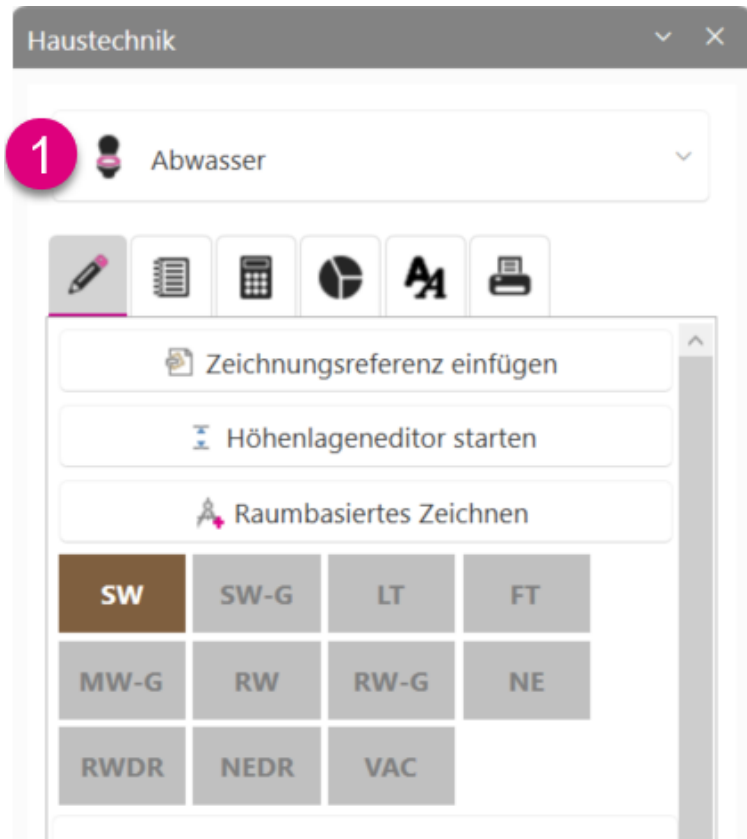 Haustechnik
1 Abwasser
Zeichnungsreferenz einfügen
Höhenlageneditor starten
Raumbasiertes Zeichnen
SW SW-G LT FT
MW-G RW RW-G NE
RWDR NEDR VAC